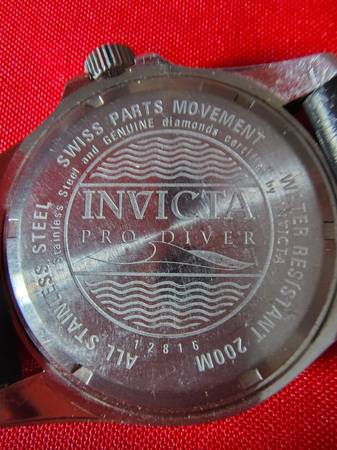 ALL STAINLESS STEEL SWISS PARTS MOVEMENT WATER RESISTANT 200M
Stainless Steel and GENUINE diamonds certified by INVICTA
INVICTA
PRO DIVER
12816